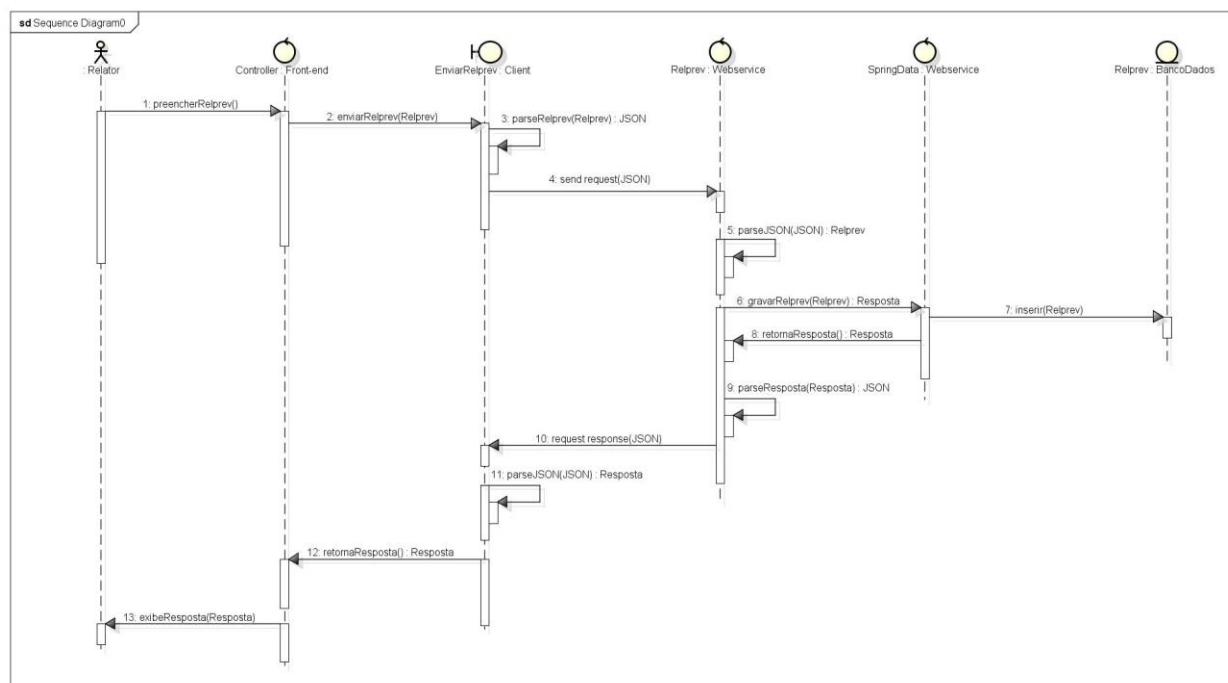 sd Sequence Diagram0
: Relator
Controller : Front-end
EnviarRelprev : Client
Relprev : Webservice
SpringData : Webservice
Relprev : BancoDados
1: preencherRelprev()
2: enviarRelprev(Relprev)
3: parseRelprev(Relprev) : JSON
4: send request(JSON)
5: parseJSON(JSON) : Relprev
6: gravarRelprev(Relprev) : Resposta
7: inserir(Relprev)
8: retornaResposta() : Resposta
9: parseResposta(Resposta) : JSON
10: request response(JSON)
11: parseJSON(JSON) : Resposta
12: retornaResposta() : Resposta
13: exibeResposta(Resposta)